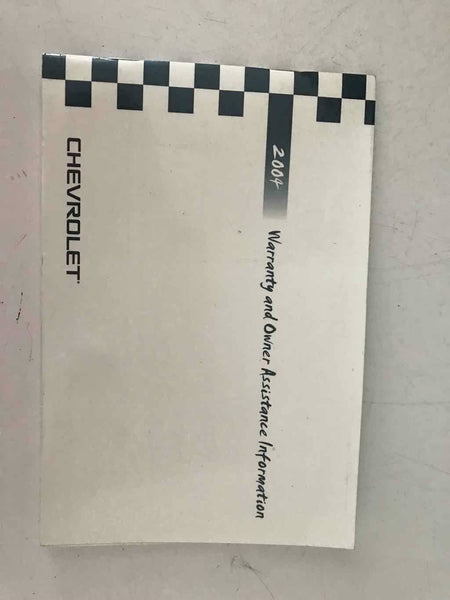 2004 Warranty and Owner Assistance Information
CHEVROLET